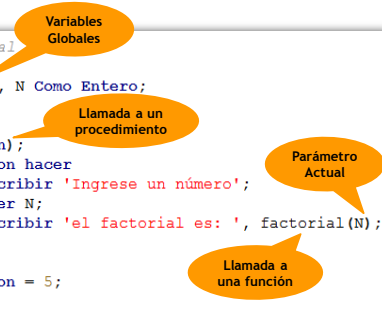 Variables
Globales
al
, N Como Entero;
Llamada a un
procedimiento
n);
on hacer
cribir 'Ingrese un número';
er N;
cribir 'el factorial es: ', factorial(N);
Parámetro
Actual
Llamada a
una función
on = 5;